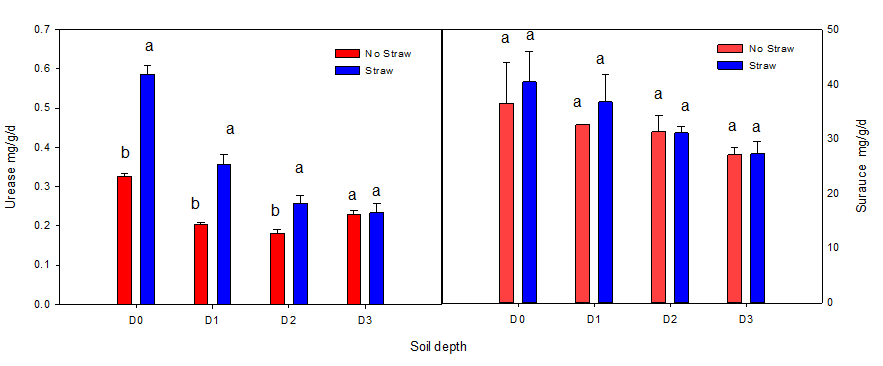 0.7
0.6
0.5
0.4
0.3
0.2
0.1
0.0
Urease mg/g/d
No Straw
Straw
b
a
b
a
b
a
a
a
D0
D1
D2
D3
50
40
30
20
10
0
Surauce mg/g/d
No Straw
Straw
a
a
a
a
a
a
a
a
D0
D1
D2
D3
Soil depth